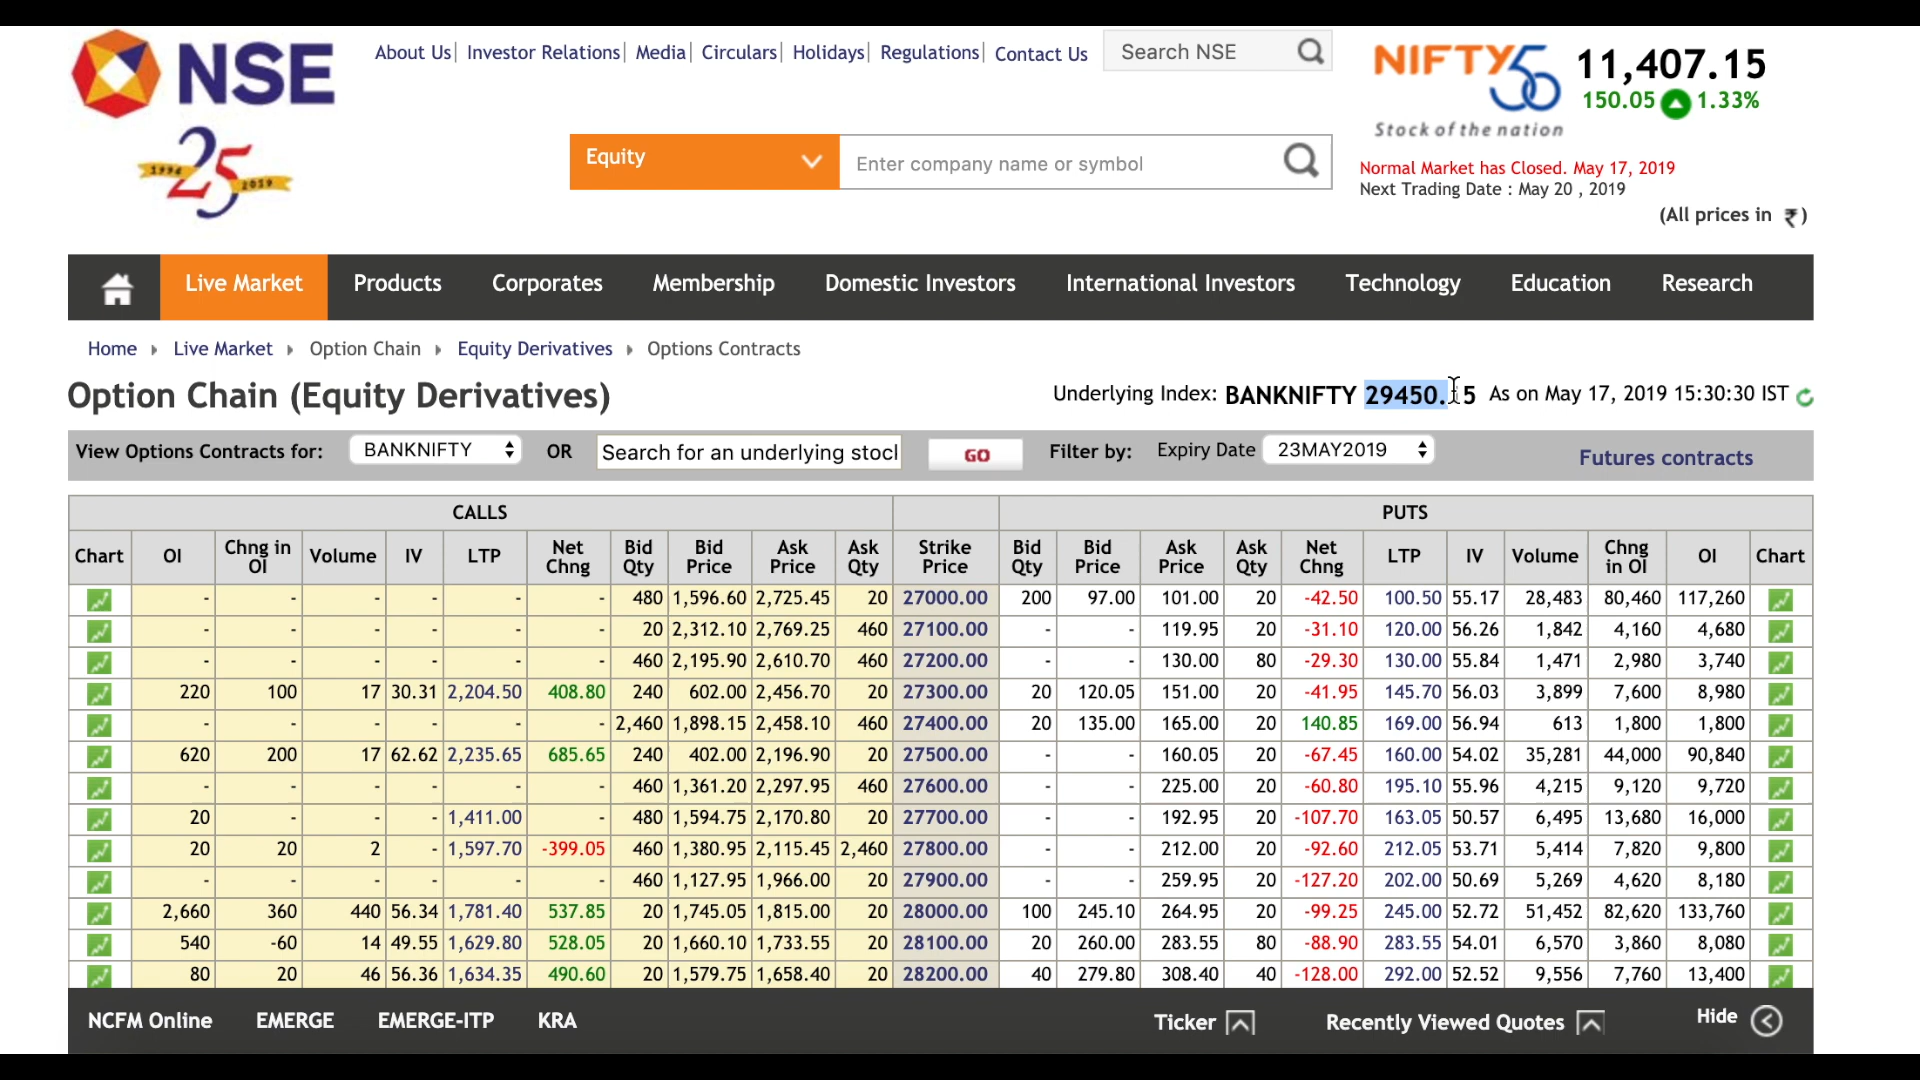 NSE
1994 25 2019
About Us| Investor Relations| Media| Circulars| Holidays| Regulations| Contact Us
Search NSE
NIFTY 50
Stock of the nation
11,407.15
150.05 1.33%
Equity
Enter company name or symbol
Normal Market has Closed. May 17, 2019
Next Trading Date : May 20 , 2019
(All prices in ₹)
Live Market Products Corporates Membership Domestic Investors International Investors Technology Education Research
Home Live Market Option Chain Equity Derivatives Options Contracts
Option Chain (Equity Derivatives)
Underlying Index: BANKNIFTY 29450. 5 As on May 17, 2019 15:30:30 IST
View Options Contracts for: BANKNIFTY OR Search for an underlying stocl GO Filter by: Expiry Date 23MAY2019 Futures contracts
CALLS PUTS
Chart OI Chng in OI Volume IV LTP Net Chng Bid Qty Bid Price Ask Price Ask Qty Strike Price Bid Qty Bid Price Ask Price Ask Qty Net Chng LTP IV Volume Chng in OI OI Chart
- - - - - - 480 1,596.60 2,725.45 20 27000.00 200 97.00 101.00 20 -42.50 100.50 55.17 28,483 80,460 117,260
- - - - - - 20 2,312.10 2,769.25 460 27100.00 - - 119.95 20 -31.10 120.00 56.26 1,842 4,160 4,680
- - - - - - 460 2,195.90 2,610.70 460 27200.00 - - 130.00 80 -29.30 130.00 55.84 1,471 2,980 3,740
220 100 17 30.31 2,204.50 408.80 240 602.00 2,456.70 20 27300.00 20 120.05 151.00 20 -41.95 145.70 56.03 3,899 7,600 8,980
- - - - - - 2,460 1,898.15 2,458.10 460 27400.00 20 135.00 165.00 20 140.85 169.00 56.94 613 1,800 1,800
620 200 17 62.62 2,235.65 685.65 240 402.00 2,196.90 20 27500.00 - - 160.05 20 -67.45 160.00 54.02 35,281 44,000 90,840
- - - - - - 460 1,361.20 2,297.95 460 27600.00 - - 225.00 20 -60.80 195.10 55.96 4,215 9,120 9,720
20 - - - 1,411.00 - 480 1,594.75 2,170.80 20 27700.00 - - 192.95 20 -107.70 163.05 50.57 6,495 13,680 16,000
20 20 2 - 1,597.70 -399.05 460 1,380.95 2,115.45 2,460 27800.00 - - 212.00 20 -92.60 212.05 53.71 5,414 7,820 9,800
- - - - - - 460 1,127.95 1,966.00 20 27900.00 - - 259.95 20 -127.20 202.00 50.69 5,269 4,620 8,180
2,660 360 440 56.34 1,781.40 537.85 20 1,745.05 1,815.00 20 28000.00 100 245.10 264.95 20 -99.25 245.00 52.72 51,452 82,620 133,760
540 -60 14 49.55 1,629.80 528.05 20 1,660.10 1,733.55 20 28100.00 20 260.00 283.55 80 -88.90 283.55 54.01 6,570 3,860 8,080
80 20 46 56.36 1,634.35 490.60 20 1,579.75 1,658.40 20 28200.00 40 279.80 308.40 40 -128.00 292.00 52.52 9,556 7,760 13,400
NCFM Online EMERGE EMERGE-ITP KRA Ticker Recently Viewed Quotes Hide